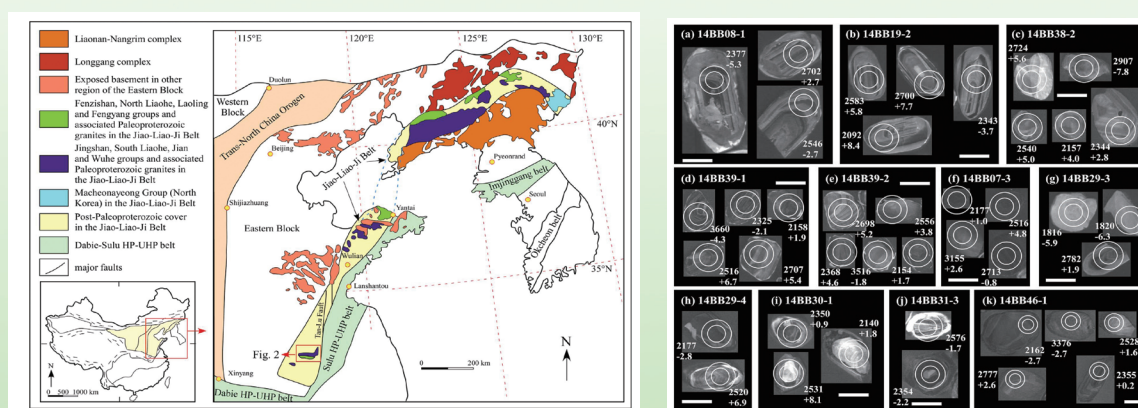 Liaonan-Nangrim complex
Longgang complex
Exposed basement in other
region of the Eastern Block
Fenzishan, North Liaohe, Laoling
and Fengyang groups and
associated Paleoproterozoic
granites in the Jiao-Liao-Ji Belt
Jingshan, South Liaohe, Jian
and Wuhe groups and associated
Paleoproterozoic granites in
the Jiao-Liao-Ji Belt
Macheonayeong Group (North
Korea) in the Jiao-Liao-Ji Belt
Post-Paleoproterozoic cover
in the Jiao-Liao-Ji Belt
Dabie-Sulu HP-UHP belt
major faults
N
0 500 1000 km
115°E
120°E
125°E
130°E
40°N
35°N
Duolun
Western
Block
Trans-North China Orogen
Beijing
Shijiazhuang
Eastern Block
Jiao-Liao-Ji Belt
Yantai
Pyeonrand
Imjinggang belt
Seoul
Okcheon belt
Wulian
Lanshantou
Tan-Lu Fault
Sulu HP-UHP belt
Fig. 2
Xinyang
Dabie HP-UHP belt
0 200 km
N
(a) 14BB08-1
2377
-5.3
2702
+2.7
2546
-2.7
(b) 14BB19-2
2583
+5.8
2700
+7.7
2343
-3.7
2092
+8.4
(c) 14BB38-2
2724
+5.6
2907
-7.8
2540
+5.0
2157
+4.0
2344
+2.8
(d) 14BB39-1
3660
-4.3
2325
-2.1
2158
+1.9
2516
+6.7
2707
+5.4
(e) 14BB39-2
2698
+5.2
2556
+3.8
2368
+4.6
3516
-1.8
2154
+1.7
(f) 14BB07-3
2177
+1.0
2516
+4.8
3155
+2.6
2713
-0.8
(g) 14BB29-3
1816
-5.9
1820
-6.3
2782
+1.9
(h) 14BB29-4
2177
-2.8
2520
+6.9
(i) 14BB30-1
2350
+0.9
2140
+1.8
2531
+8.1
(j) 14BB31-3
2576
-1.7
2354
-2.2
(k) 14BB46-1
2162
-2.7
3376
-2.7
2528
+1.6
2777
+2.6
2355
+0.2